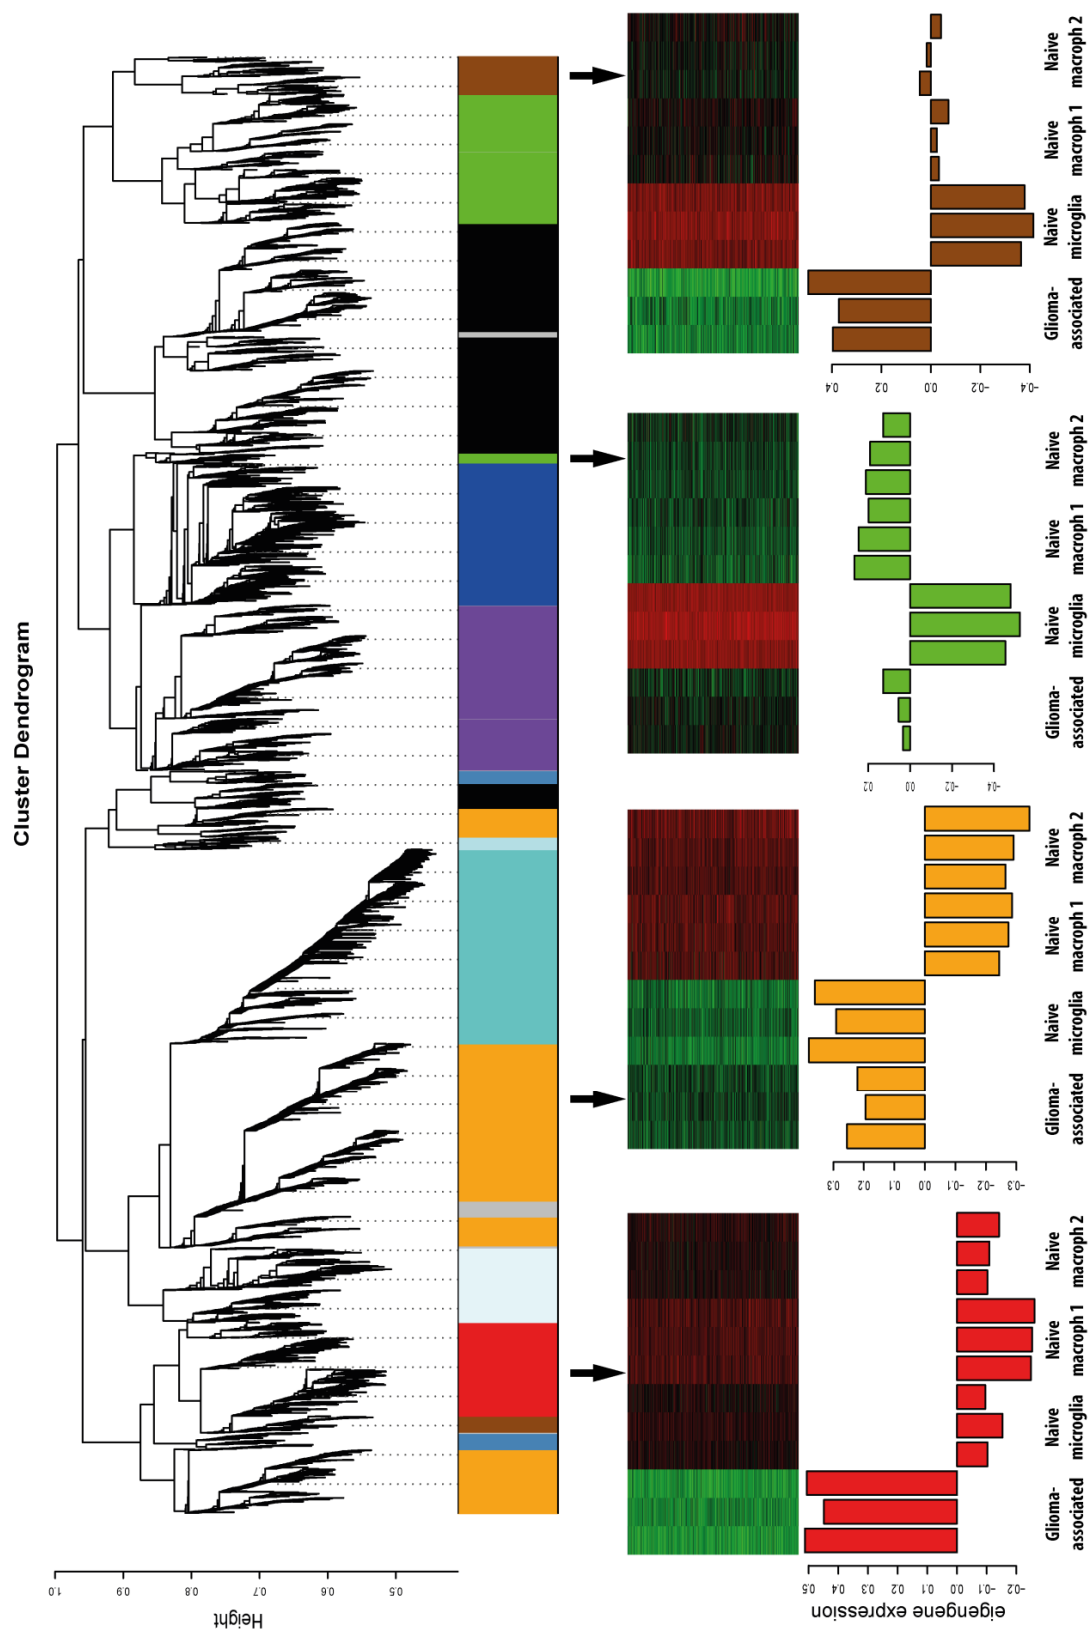 Cluster Dendrogram
Height
1.0
0.9
0.8
0.7
0.6
0.5
eigengene expression
0.5
0.4
0.3
0.2
0.1
0.0
-0.1
-0.2
Glioma-
associated
Naive
microglia
Naive
macroph 1
Naive
macroph 2
0.3
0.2
0.1
0.0
-0.1
-0.2
-0.3
Glioma-
associated
Naive
microglia
Naive
macroph 1
Naive
macroph 2
0.2
0.0
-0.2
-0.4
Glioma-
associated
Naive
microglia
Naive
macroph 1
Naive
macroph 2
0.4
0.2
0.0
-0.2
-0.4
Glioma-
associated
Naive
microglia
Naive
macroph 1
Naive
macroph 2